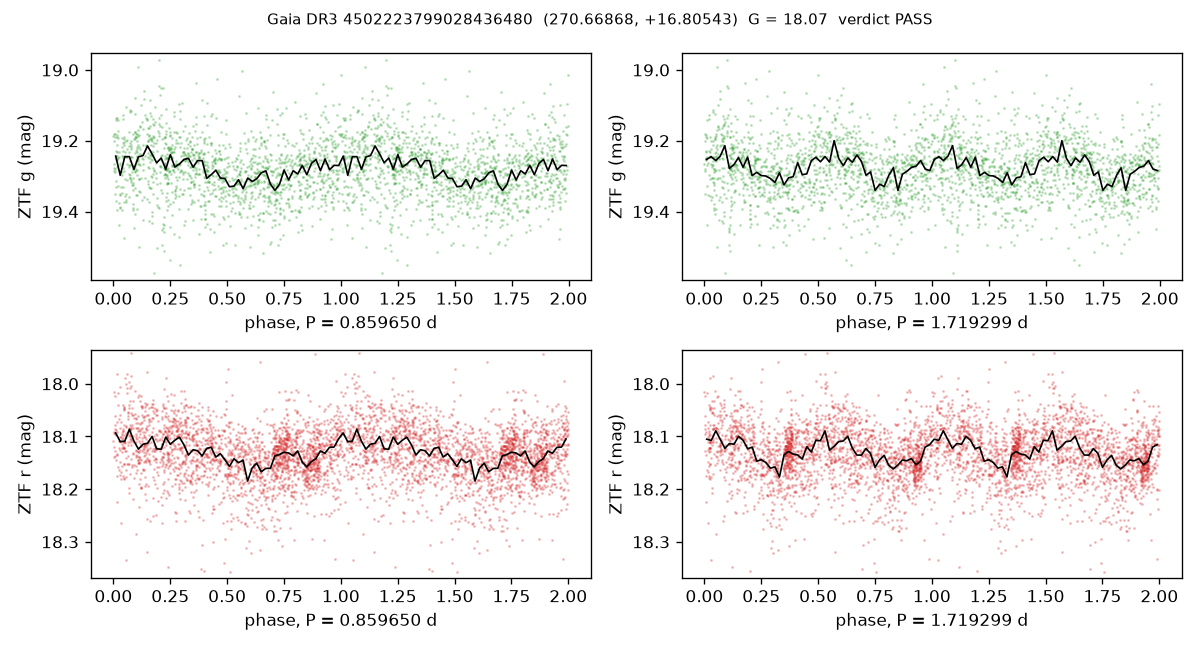 Gaia DR3 4502223799028436480 (270.66868, +16.80543) G = 18.07 verdict PASS
ZTF g (mag)
19.0
19.2
19.4
0.00 0.25 0.50 0.75 1.00 1.25 1.50 1.75 2.00
phase, P = 0.859650 d
ZTF g (mag)
19.0
19.2
19.4
0.00 0.25 0.50 0.75 1.00 1.25 1.50 1.75 2.00
phase, P = 1.719299 d
ZTF r (mag)
18.0
18.1
18.2
18.3
0.00 0.25 0.50 0.75 1.00 1.25 1.50 1.75 2.00
phase, P = 0.859650 d
ZTF r (mag)
18.0
18.1
18.2
18.3
0.00 0.25 0.50 0.75 1.00 1.25 1.50 1.75 2.00
phase, P = 1.719299 d